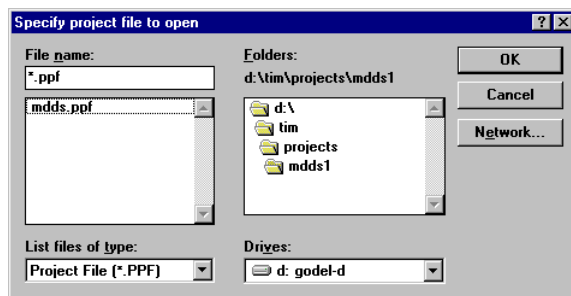 Specify project file to open
File name:
*.ppf
mdds.ppf
List files of type:
Project File (*.PPF)
Folders:
d:\tim\projects\mdds1
d:\
tim
projects
mdds1
Drives:
d: godel-d
OK
Cancel
Network...